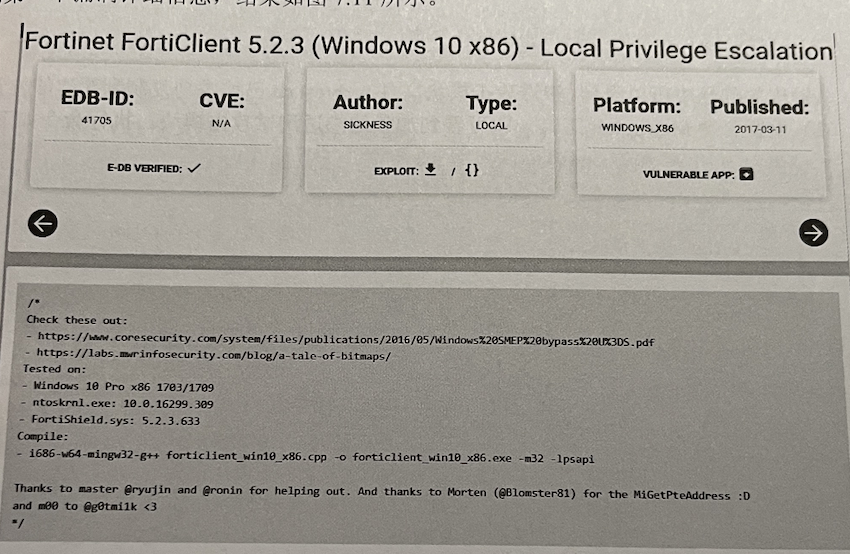 Fortinet FortiClient 5.2.3 (Windows 10 x86) - Local Privilege Escalation
EDB-ID:
41705
CVE:
N/A
E-DB VERIFIED: ✓
Author:
SICKNESS
Type:
LOCAL
EXPLOIT: / {}
Platform:
WINDOWS_X86
Published:
2017-03-11
VULNERABLE APP:
/*
Check these out:
- https://www.coresecurity.com/system/files/publications/2016/05/Windows%20SMEP%20bypass%20U%3DS.pdf
- https://labs.mwrinfosecurity.com/blog/a-tale-of-bitmaps/
Tested on:
- Windows 10 Pro x86 1703/1709
- ntoskrnl.exe: 10.0.16299.309
- FortiShield.sys: 5.2.3.633
Compile:
- i686-w64-mingw32-g++ forticlient_win10_x86.cpp -o forticlient_win10_x86.exe -m32 -lpsapi
Thanks to master @ryujin and @ronin for helping out. And thanks to Morten (@Blomster81) for the MiGetPteAddress :D
and m00 to @g0tmi1k <3
*/